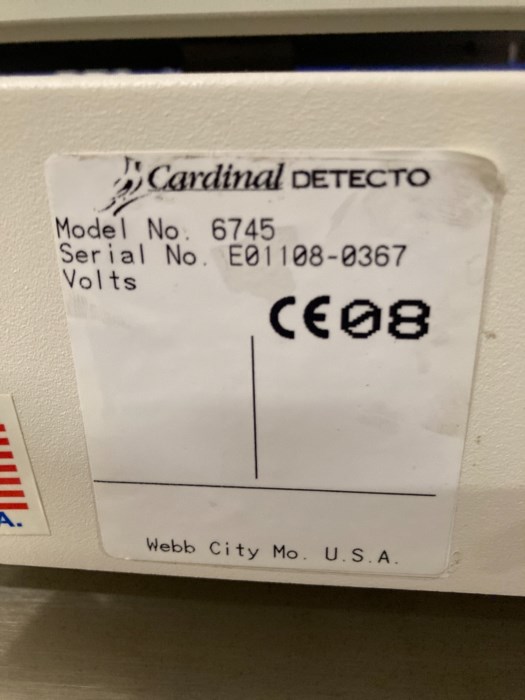 Cardinal DETECTO
Model No. 6745
Serial No. E01108-0367
Volts
CE08
Webb City Mo. U.S.A.
A.